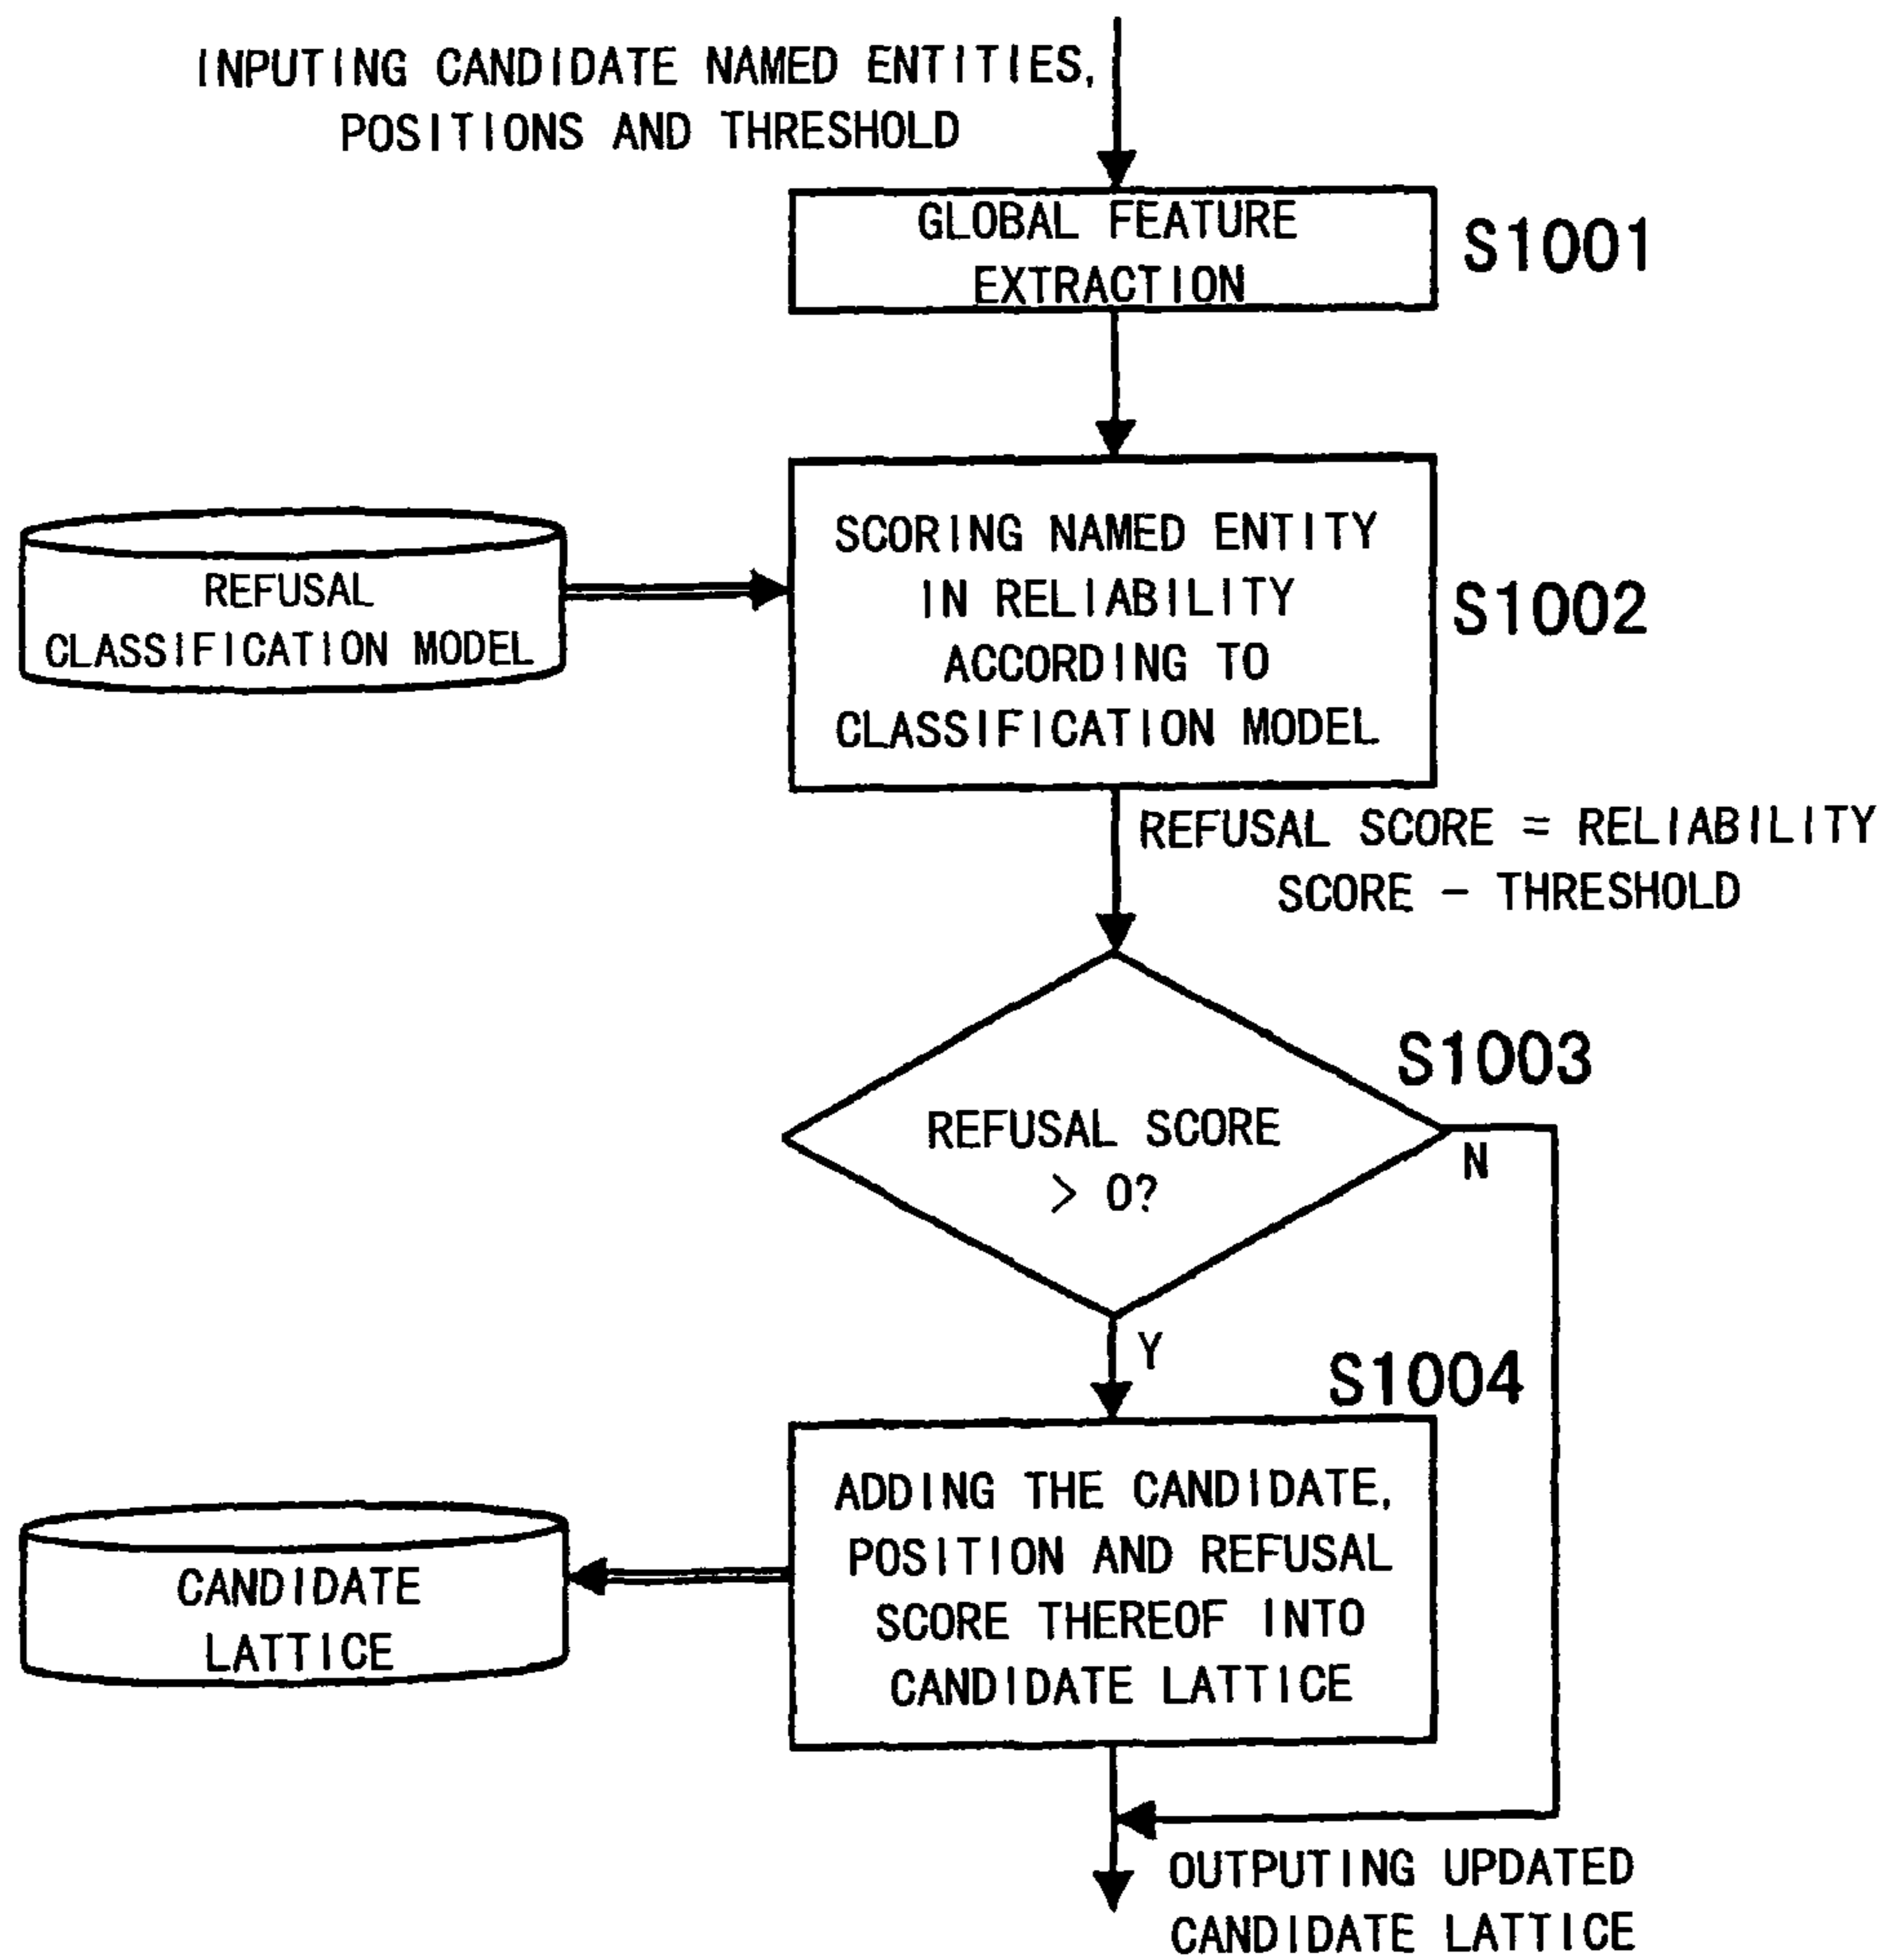 INPUTING CANDIDATE NAMED ENTITIES,
POSITIONS AND THRESHOLD
GLOBAL FEATURE
EXTRACTION
S1001
REFUSAL
CLASSIFICATION MODEL
SCORING NAMED ENTITY
IN RELIABILITY
ACCORDING TO
CLASSIFICATION MODEL
S1002
REFUSAL SCORE = RELIABILITY
SCORE - THRESHOLD
S1003
REFUSAL SCORE
> 0?
N
Y
S1004
ADDING THE CANDIDATE,
POSITION AND REFUSAL
SCORE THEREOF INTO
CANDIDATE LATTICE
CANDIDATE
LATTICE
OUTPUTING UPDATED
CANDIDATE LATTICE